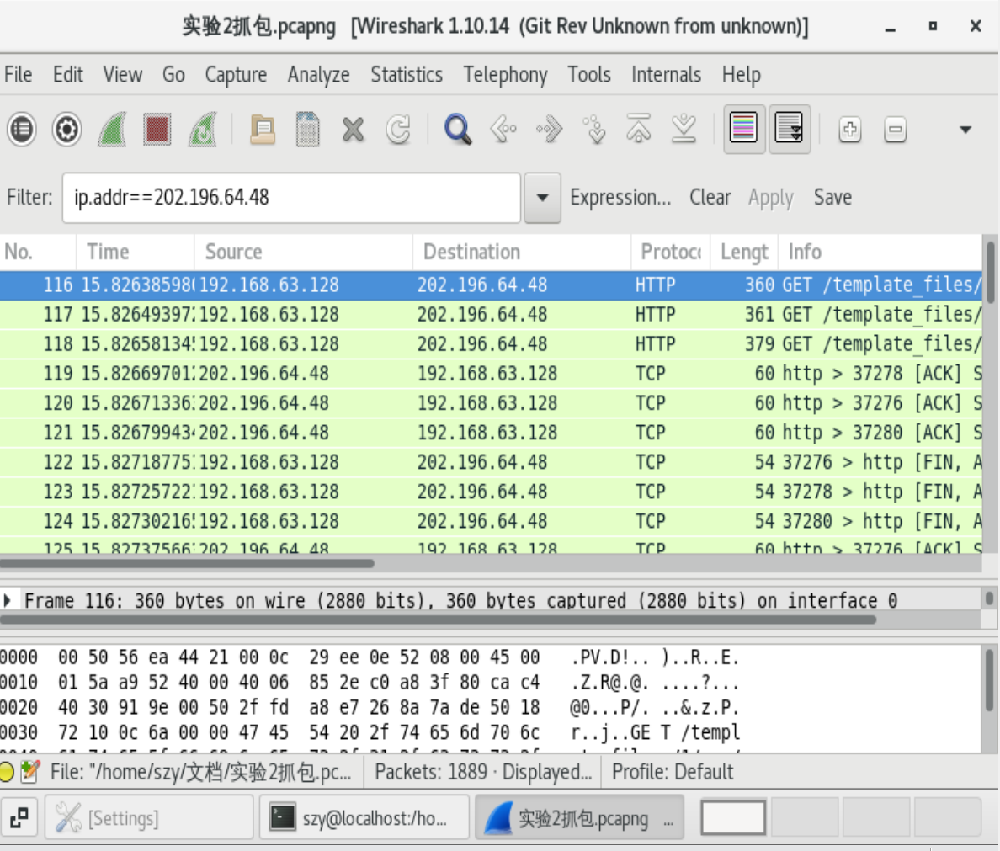 实验2抓包.pcapng   [Wireshark 1.10.14  (Git Rev Unknown from unknown)]
File Edit View Go Capture Analyze Statistics Telephony Tools Internals Help
Filter: ip.addr==202.196.64.48 Expression... Clear Apply Save
No. Time Source Destination Protoc Lengt Info
116 15.826385980 192.168.63.128 202.196.64.48 HTTP 360 GET /template_files/
117 15.82649397 192.168.63.128 202.196.64.48 HTTP 361 GET /template_files/
118 15.82658134 192.168.63.128 202.196.64.48 HTTP 379 GET /template_files/
119 15.82669701 202.196.64.48 192.168.63.128 TCP 60 http > 37278 [ACK] S
120 15.82671336 202.196.64.48 192.168.63.128 TCP 60 http > 37276 [ACK] S
121 15.82679943 202.196.64.48 192.168.63.128 TCP 60 http > 37280 [ACK] S
122 15.82718775 192.168.63.128 202.196.64.48 TCP 54 37276 > http [FIN, A
123 15.82725722 192.168.63.128 202.196.64.48 TCP 54 37278 > http [FIN, A
124 15.82730216 192.168.63.128 202.196.64.48 TCP 54 37280 > http [FIN, A
125 15.82737566 202.196.64.48 192.168.63.128 TCP 60 http > 37276 [ACK] S
Frame 116: 360 bytes on wire (2880 bits), 360 bytes captured (2880 bits) on interface 0
0000  00 50 56 ea 44 21 00 0c  29 ee 0e 52 08 00 45 00   .PV.D!.. )..R..E.
0010  01 5a a9 52 40 00 40 06  85 2e c0 a8 3f 80 ca c4   .Z.R@.@. ....?...
0020  40 30 91 9e 00 50 2f fd  a8 e7 26 8a 7a de 50 18   @0...P/. ..&.z.P.
0030  72 10 0c 6a 00 00 47 45  54 20 2f 74 65 6d 70 6c   r..j..GE T /templ
File: "/home/szy/文档/实验2抓包.pc... Packets: 1889 · Displayed... Profile: Default
[Settings] szy@localhost:/ho... 实验2抓包.pcapng ...